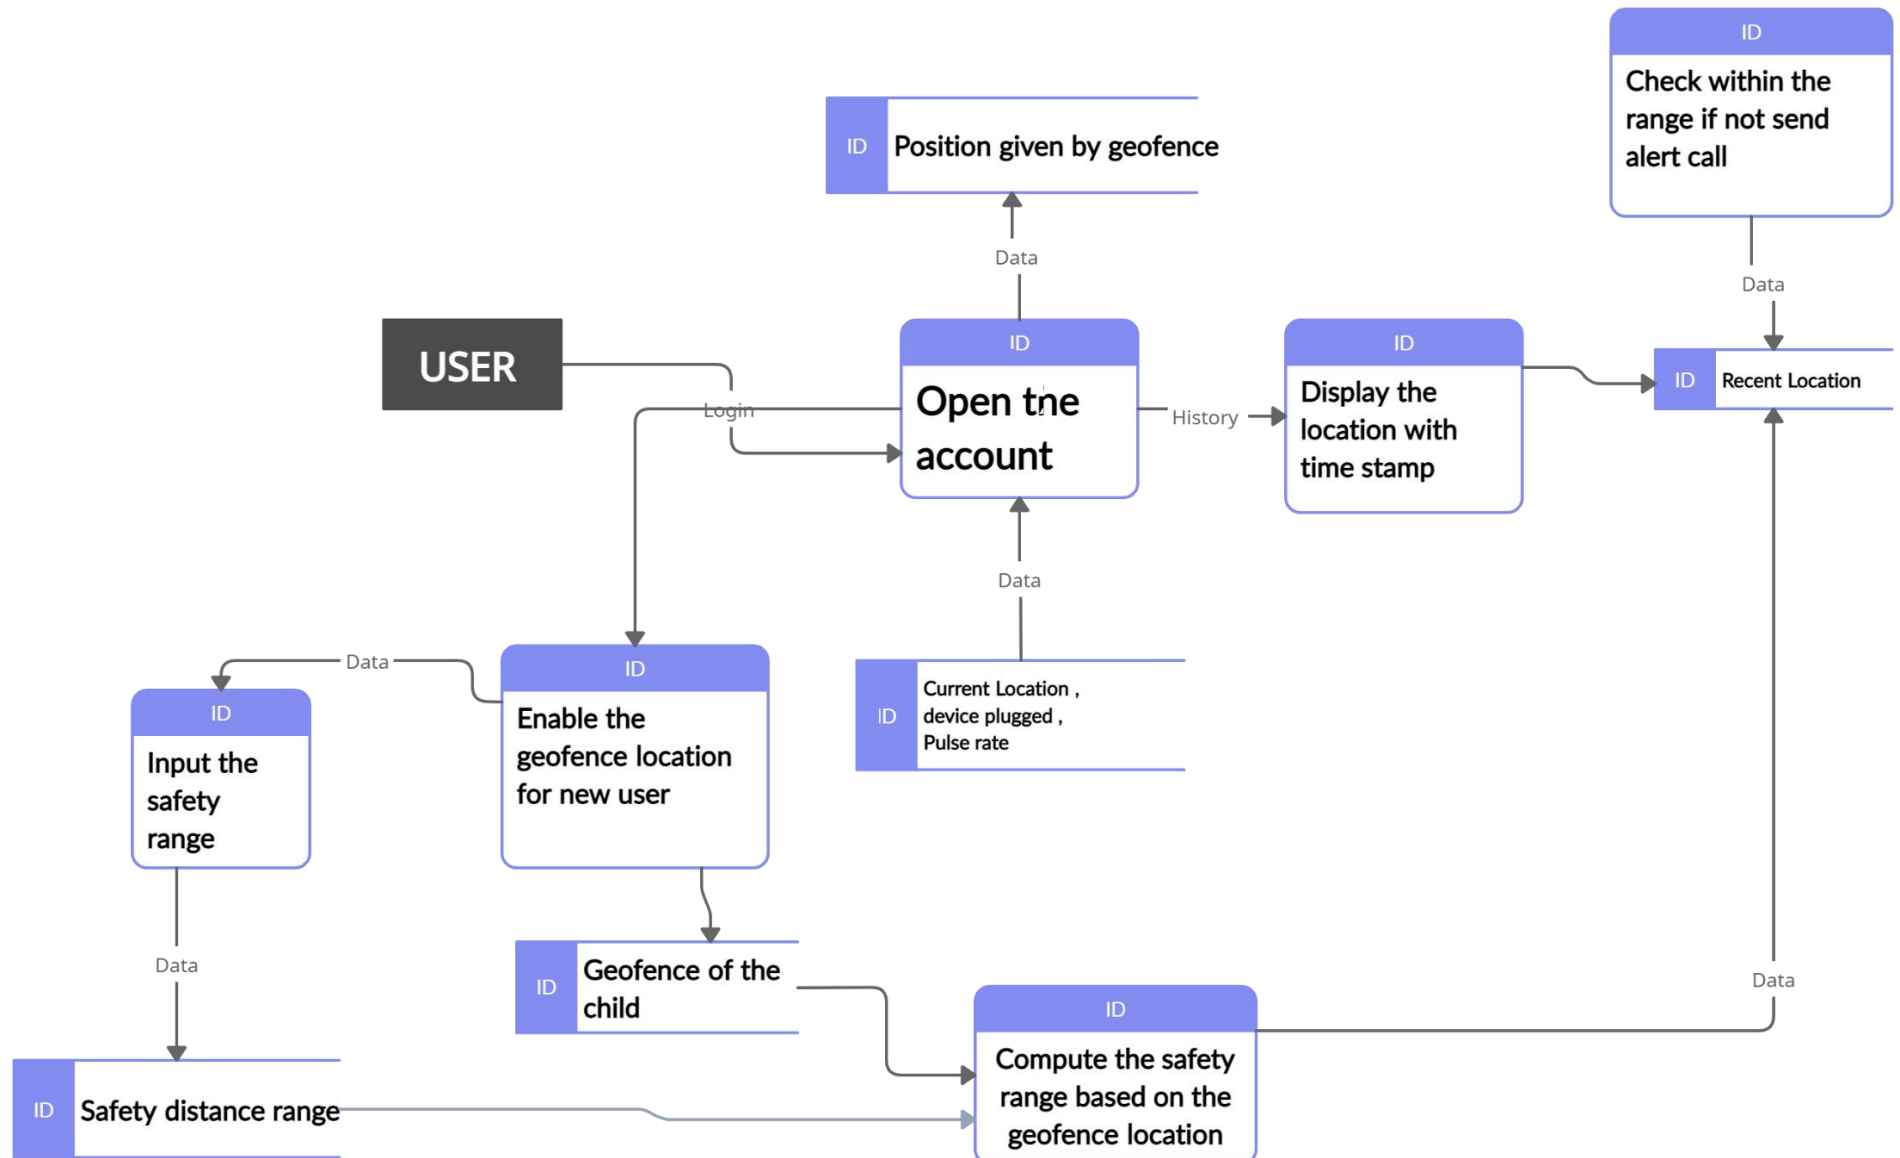 ID
Check within the
range if not send
alert call
ID
Position given by geofence
Data
Data
USER
Login
ID
Open the
account
History
ID
Display the
location with
time stamp
ID
Recent Location
Data
ID
Current Location ,
device plugged ,
Pulse rate
Data
ID
Input the
safety
range
ID
Enable the
geofence location
for new user
Data
ID
Geofence of the
child
Data
ID
Compute the safety
range based on the
geofence location
ID
Safety distance range